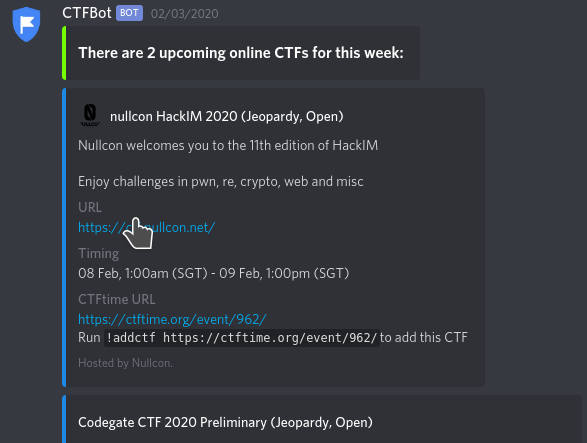 CTFBot BOT 02/03/2020
There are 2 upcoming online CTFs for this week:
nullcon HackIM 2020 (Jeopardy, Open)
Nullcon welcomes you to the 11th edition of HackIM
Enjoy challenges in pwn, re, crypto, web and misc
URL
Timing
08 Feb, 1:00am (SGT) - 09 Feb, 1:00pm (SGT)
CTFtime URL
https://ctftime.org/event/962/
Run !addctf https://ctftime.org/event/962/ to add this CTF
Hosted by Nullcon.
Codegate CTF 2020 Preliminary (Jeopardy, Open)